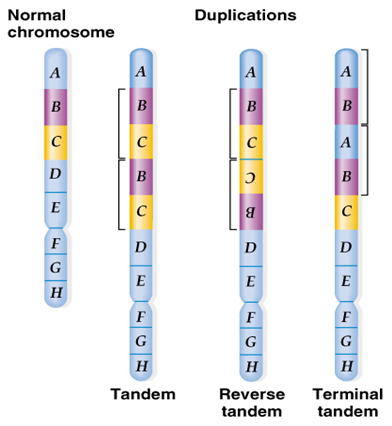 Normal
chromosome
Duplications
A
B
C
D
E
F
G
H
A
B
C
B
C
D
E
F
G
H
Tandem
A
B
C
C
B
D
E
F
G
H
Reverse
tandem
A
B
A
B
C
D
E
F
G
H
Terminal
tandem